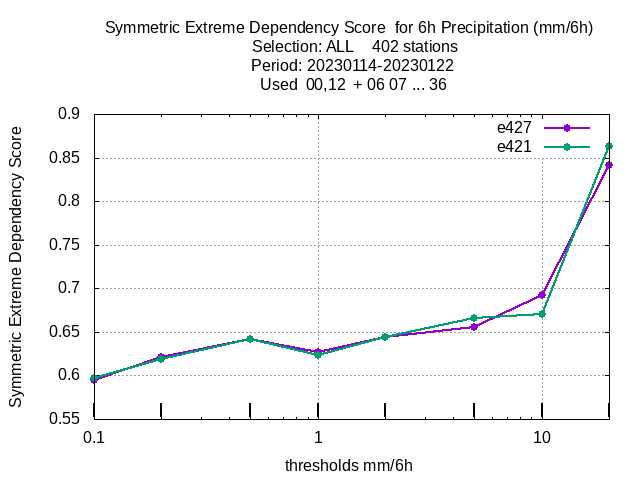 Symmetric Extreme Dependency Score  for 6h Precipitation (mm/6h)
Selection: ALL    402 stations
Period: 20230114-20230122
Used  00,12  + 06 07 ... 36
e427
e421
0.9
0.85
0.8
0.75
0.7
0.65
0.6
0.55
Symmetric Extreme Dependency Score
0.1 1 10
thresholds mm/6h